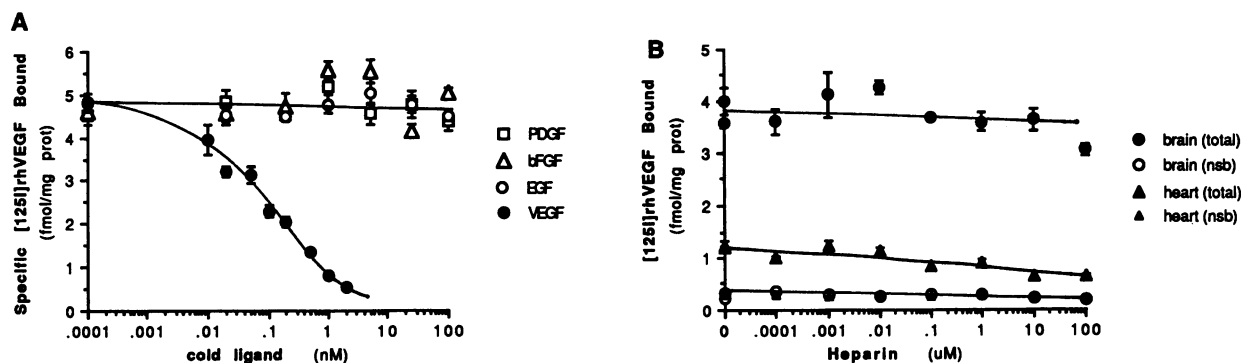 A
Specific [125I]rhVEGF Bound
(fmol/mg prot)
6
5
4
3
2
1
0
.0001
.001
.01
0.1
1
10
100
cold ligand (nM)
PDGF
bFGF
EGF
VEGF
B
[125I]rhVEGF Bound
(fmol/mg prot)
5
4
3
2
1
0
0
.0001
.001
.01
.1
1
10
100
Heparin (uM)
brain (total)
brain (nsb)
heart (total)
heart (nsb)